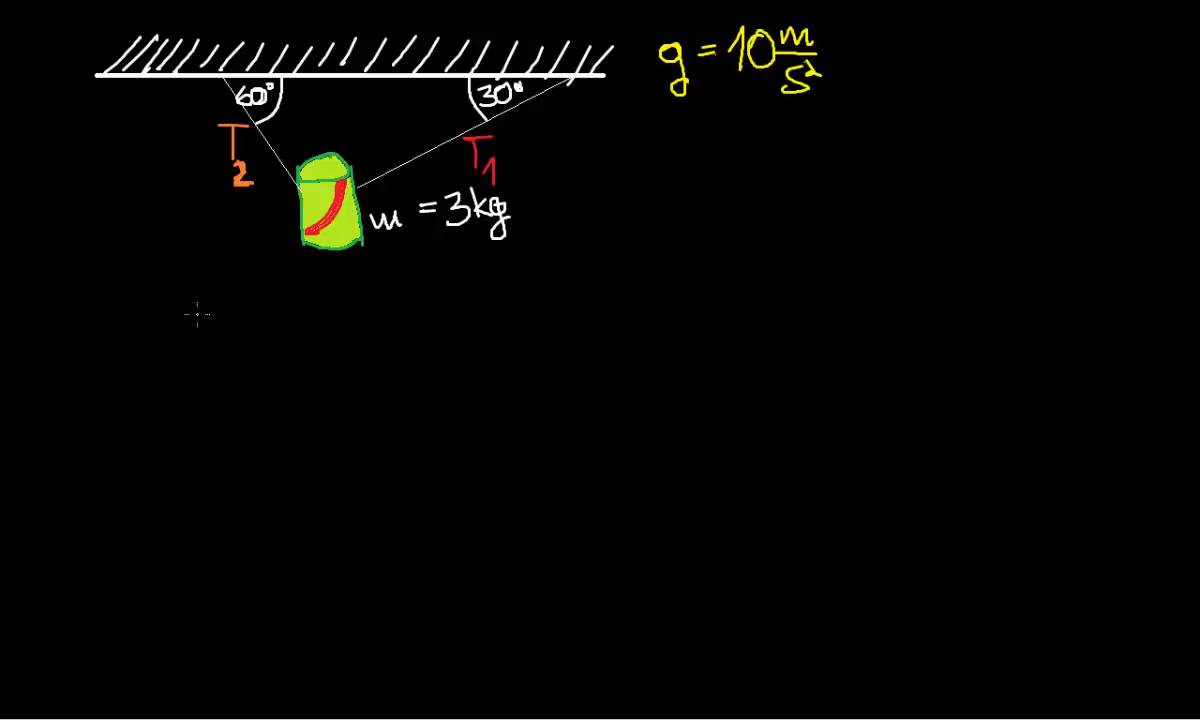 g = 10 m/s²
60°
30°
T₂
T₁
m = 3kg